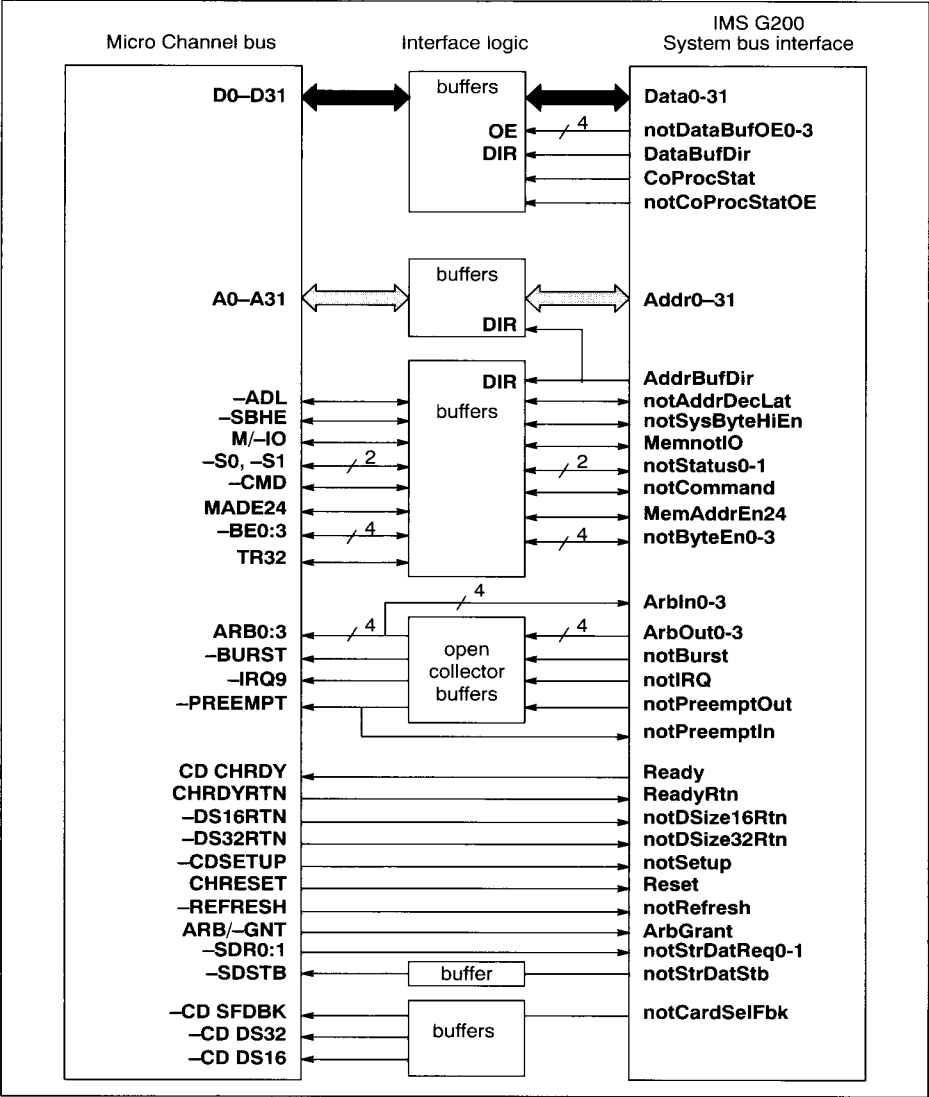 IMS G200
Micro Channel bus Interface logic System bus interface
D0–D31 buffers Data0-31
OE 4 notDataBufOE0-3
DIR DataBufDir
CoProcStat
notCoProcStatOE
buffers
A0–A31 Addr0–31
DIR
DIR AddrBufDir
–ADL buffers notAddrDecLat
–SBHE notSysByteHiEn
M/–IO MemnotIO
–S0, –S1 2 2 notStatus0-1
–CMD notCommand
MADE24 MemAddrEn24
–BE0:3 4 4 notByteEn0-3
TR32
4 ArbIn0-3
ARB0:3 4 open 4 ArbOut0-3
–BURST collector notBurst
–IRQ9 buffers notIRQ
–PREEMPT notPreemptOut
notPreemptIn
CD CHRDY Ready
CHRDYRTN ReadyRtn
–DS16RTN notDSize16Rtn
–DS32RTN notDSize32Rtn
–CDSETUP notSetup
CHRESET Reset
–REFRESH notRefresh
ARB/–GNT ArbGrant
–SDR0:1 notStrDatReq0-1
–SDSTB buffer notStrDatStb
–CD SFDBK notCardSelFbk
–CD DS32 buffers
–CD DS16